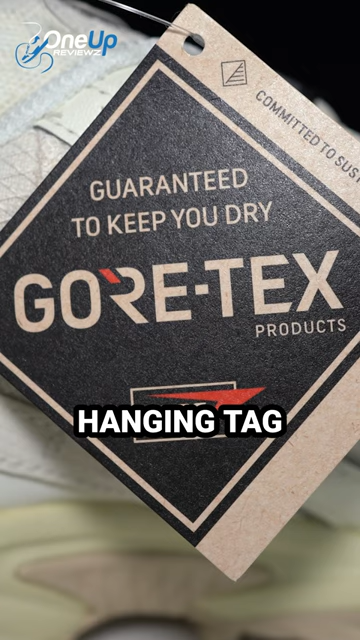 OneUp
REVIEWZ
COMMITTED TO SUS
GUARANTEED
TO KEEP YOU DRY
GORE-TEX
PRODUCTS
HANGING TAG